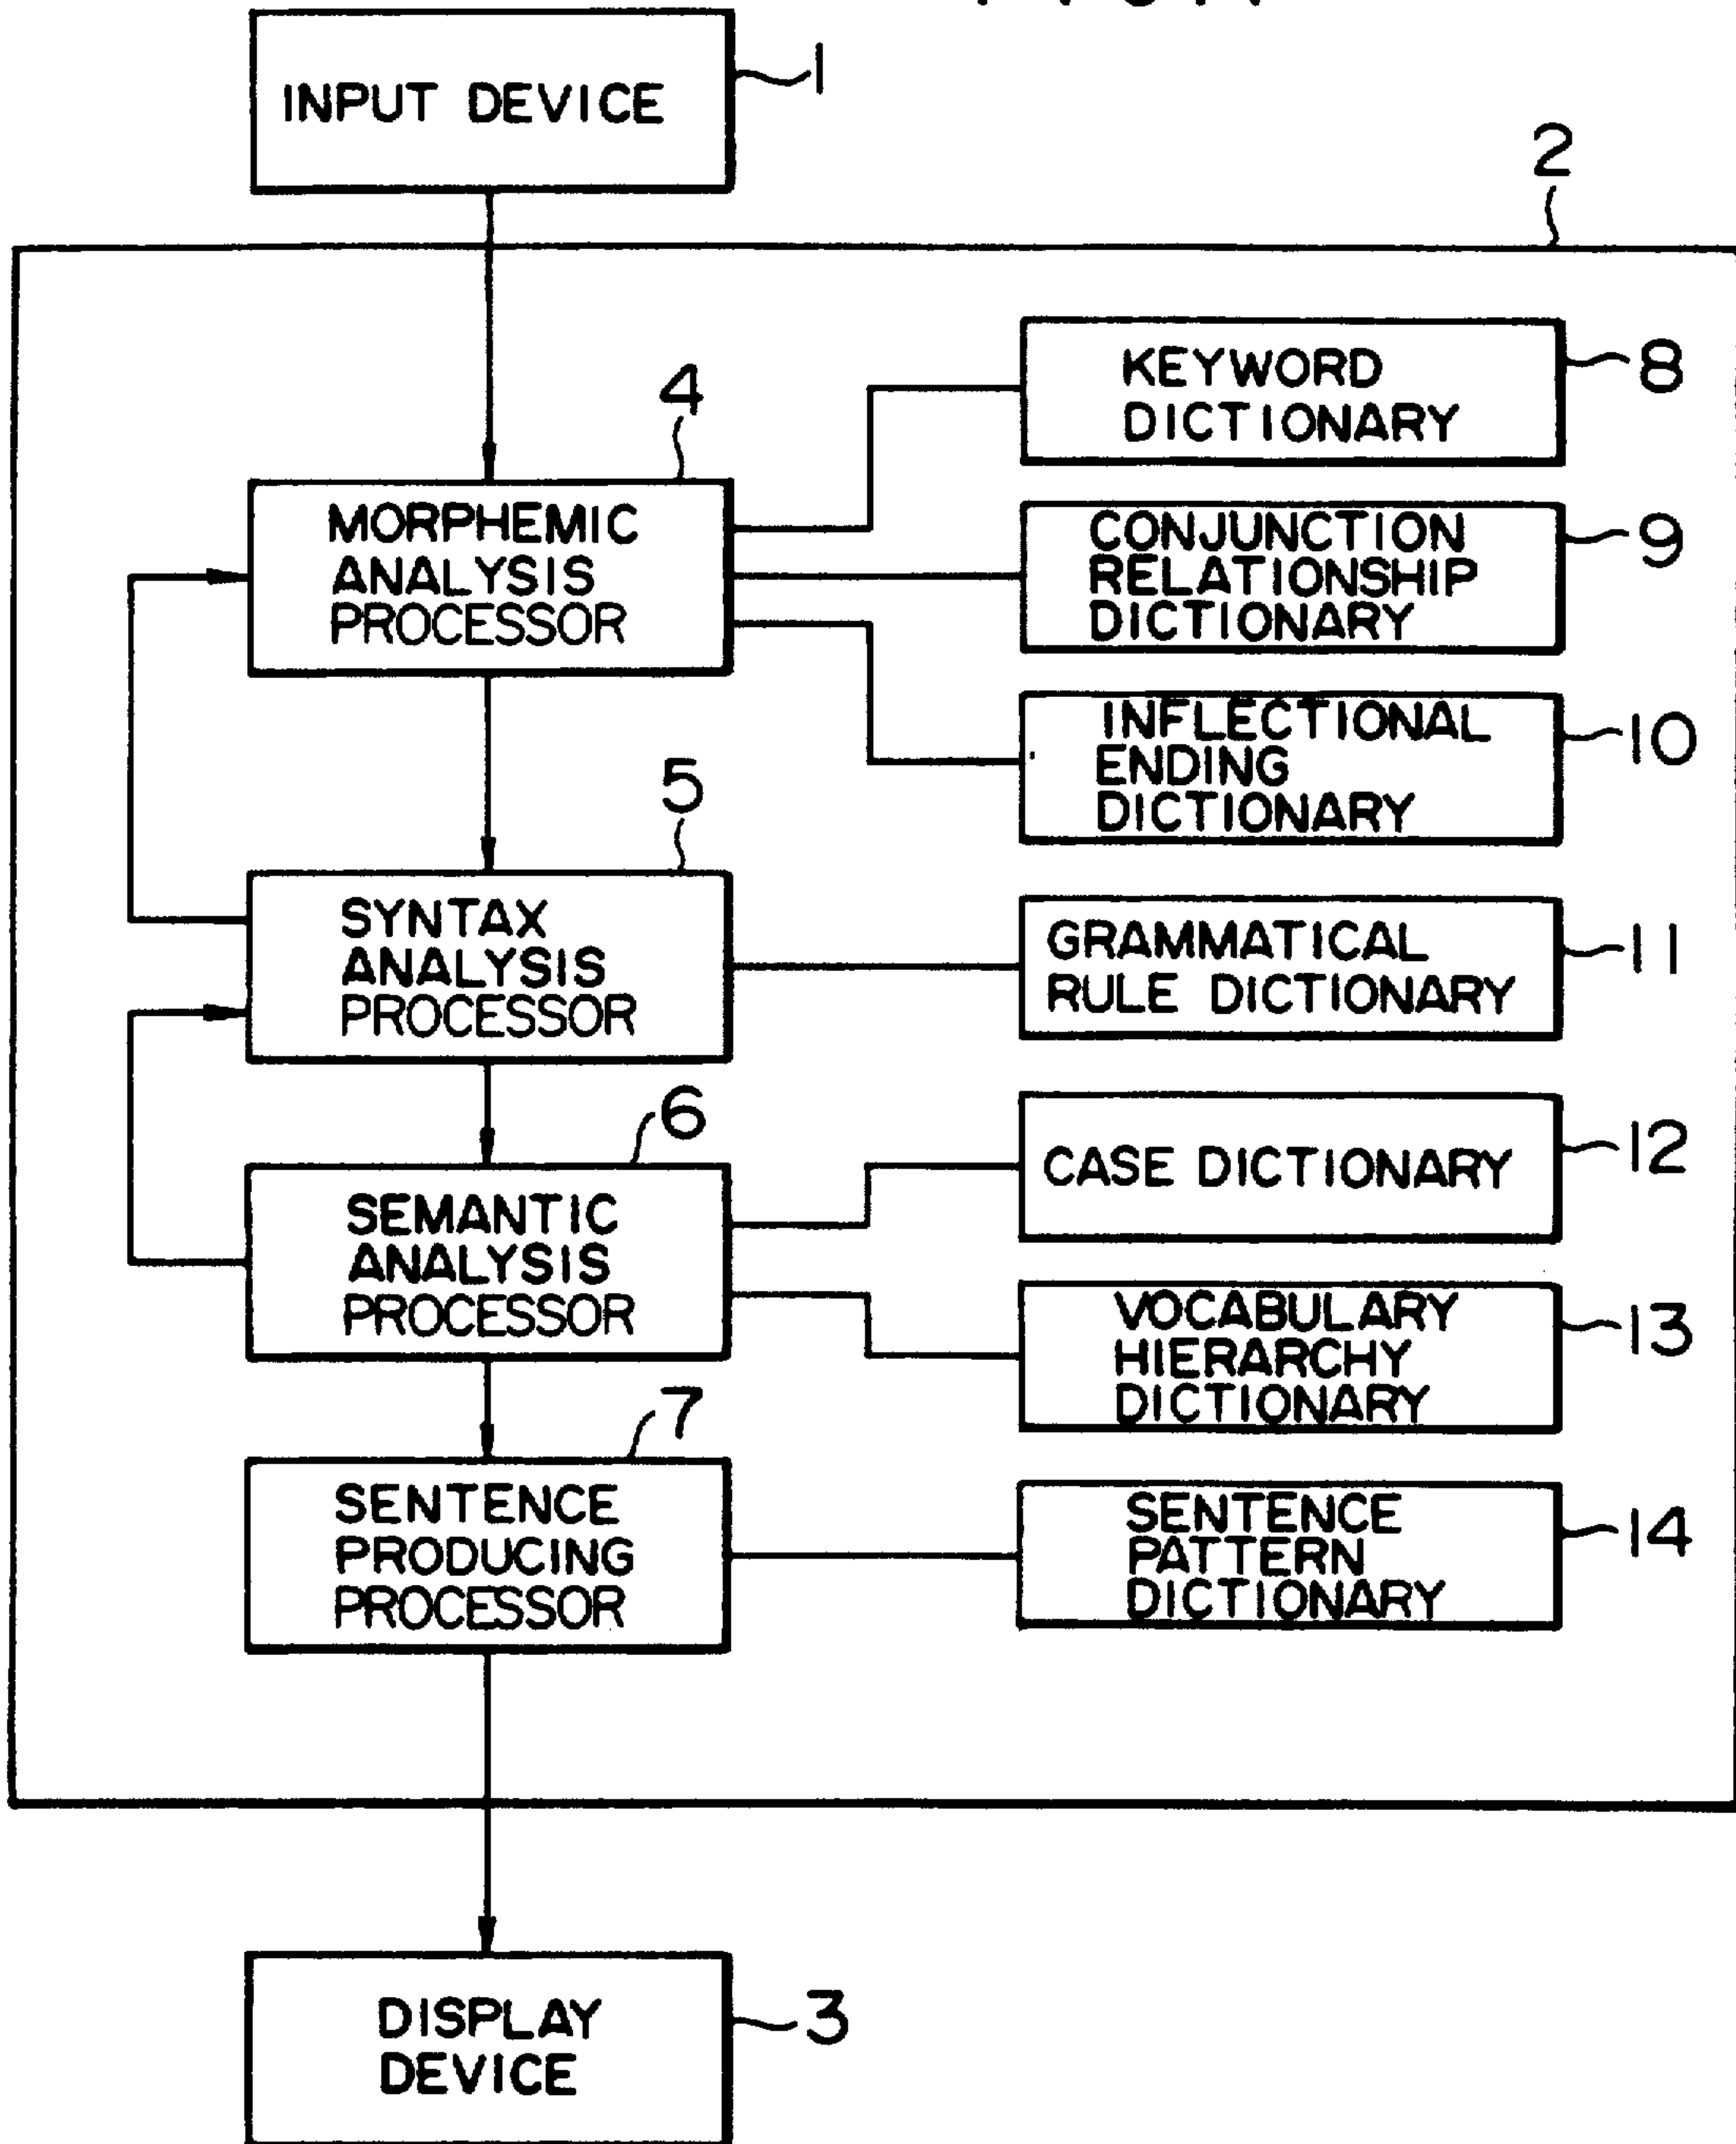 INPUT DEVICE
1
2
4
MORPHEMIC
ANALYSIS
PROCESSOR
KEYWORD
DICTIONARY
8
CONJUNCTION
RELATIONSHIP
DICTIONARY
9
INFLECTIONAL
ENDING
DICTIONARY
10
5
SYNTAX
ANALYSIS
PROCESSOR
GRAMMATICAL
RULE DICTIONARY
11
6
SEMANTIC
ANALYSIS
PROCESSOR
CASE DICTIONARY
12
VOCABULARY
HIERARCHY
DICTIONARY
13
7
SENTENCE
PRODUCING
PROCESSOR
SENTENCE
PATTERN
DICTIONARY
14
DISPLAY
DEVICE
3